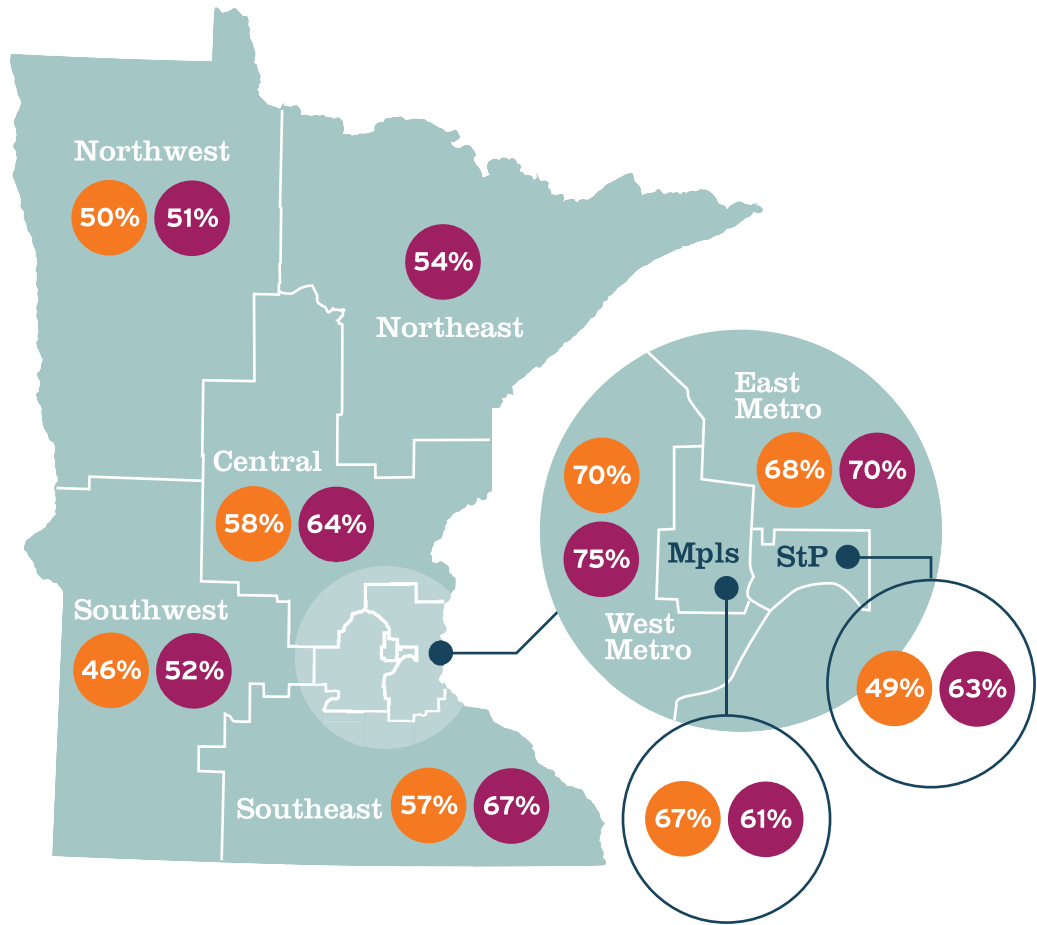 Northwest
50% 51%
54%
Northeast
Central
58% 64%
Southwest
46% 52%
Southeast
57% 67%
East
Metro
68% 70%
70%
75%
West
Metro
Mpls
StP
67% 61%
49% 63%